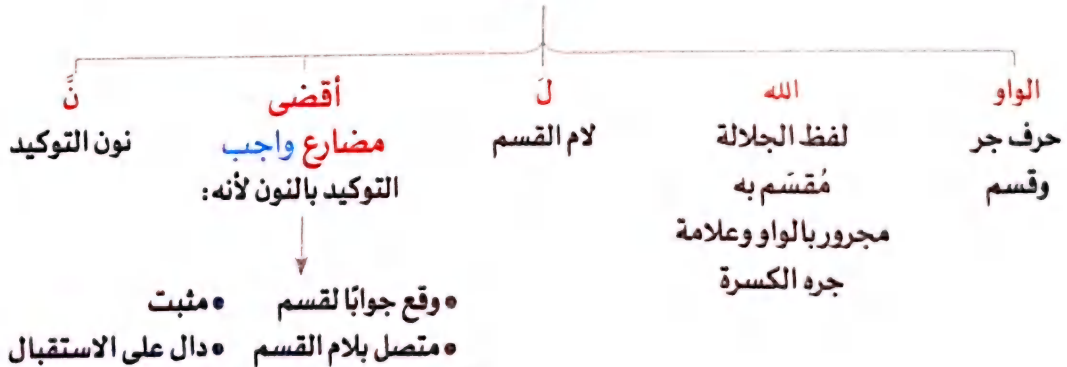 الواو الله لَ أقضى نَّ
حرف جر لفظ الجلالة لام القسم مضارع واجب نون التوكيد
وقسم مُقسَم به التوكيد بالنون لأنه:
مجرور بالواو وعلامة
جره الكسرة
• وقع جوابًا لقسم • مثبت
• متصل بلام القسم • دال على الاستقبال